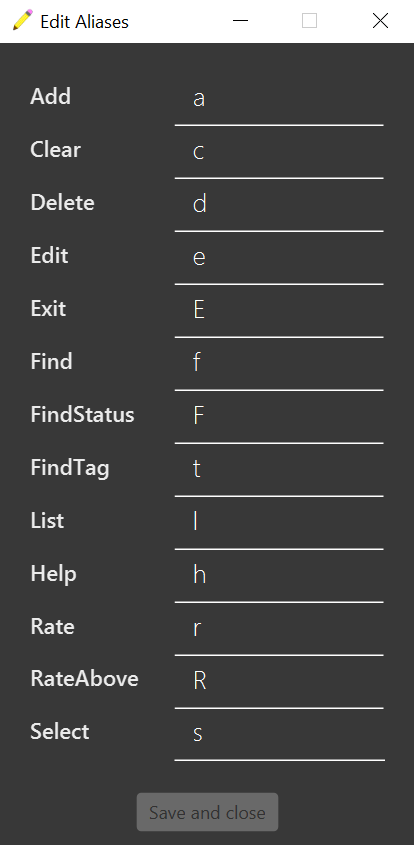 Edit Aliases
Add a
Clear c
Delete d
Edit e
Exit E
Find f
FindStatus F
FindTag t
List l
Help h
Rate r
RateAbove R
Select s
Save and close